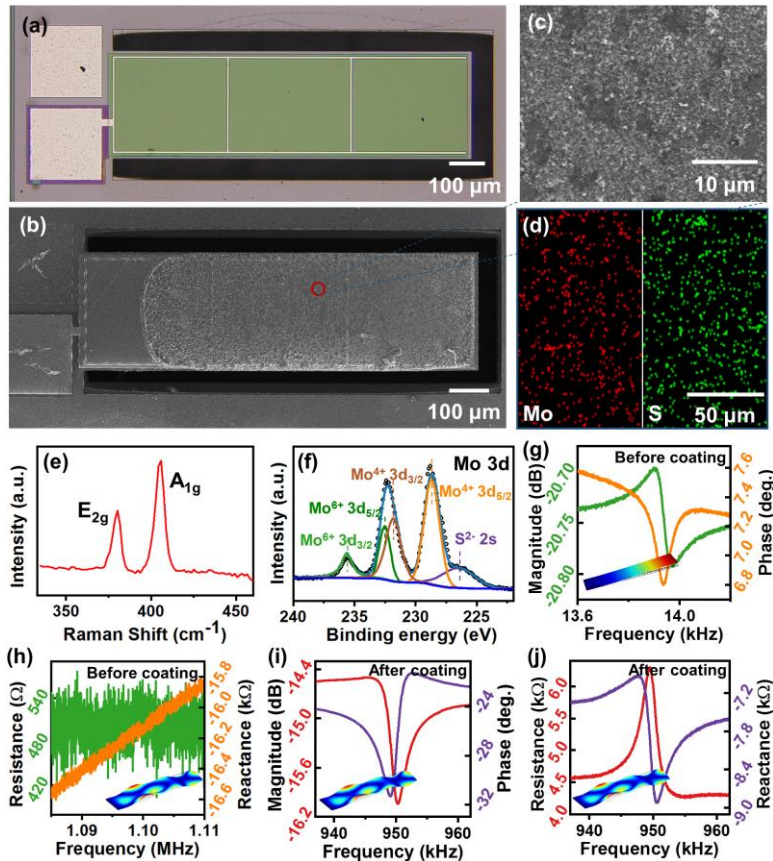 (a)
100 µm
(b)
100 µm
(c)
10 µm
(d)
Mo
S
50 µm
(e)
E2g
A1g
Intensity (a.u.)
350
400
450
Raman Shift (cm-1)
(f)
Mo 3d
Mo4+ 3d3/2
Mo6+ 3d5/2
Mo4+ 3d5/2
Mo6+ 3d3/2
S2- 2s
Intensity (a.u.)
240
235
230
225
Binding energy (eV)
(g)
Before coating
Magnitude (dB)
-20.70
-20.75
-20.80
Phase (deg.)
7.6
7.4
7.2
7.0
6.8
13.6
14.0
Frequency (kHz)
(h)
Before coating
Resistance (Ω)
540
480
420
Reactance (kΩ)
-15.8
-16.0
-16.2
-16.4
-16.6
1.09
1.10
1.11
Frequency (MHz)
(i)
After coating
Magnitude (dB)
-14.4
-15.0
-15.6
-16.2
Phase (deg.)
-24
-28
-32
940
950
960
Frequency (kHz)
(j)
After coating
Resistance (kΩ)
6.0
5.5
5.0
4.5
4.0
Reactance (kΩ)
-7.2
-7.8
-8.4
-9.0
940
950
960
Frequency (kHz)